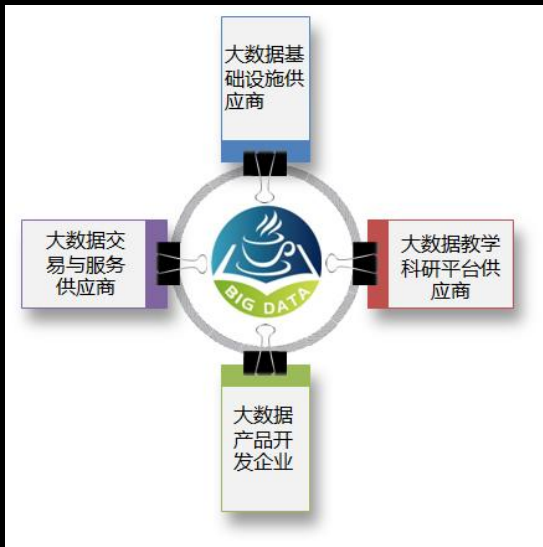 大数据基
础设施供
应商
大数据交
易与服务
供应商
BIG DATA
大数据教学
科研平台供
应商
大数据
产品开
发企业